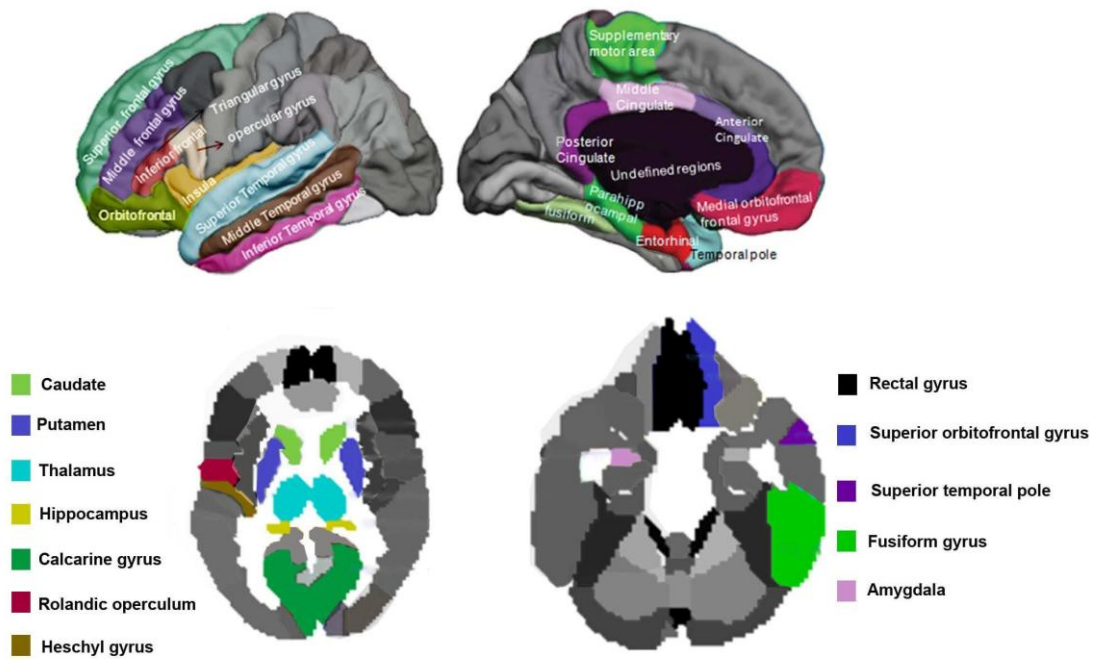 Superior frontal gyrus
Middle frontal gyrus
Inferior frontal
Triangular gyrus
opercular gyrus
Orbitofrontal
Insula
Superior Temporal gyrus
Middle Temporal gyrus
Inferior Temporal gyrus
Supplementary
motor area
Middle
Cingulate
Anterior
Cingulate
Posterior
Cingulate
Undefined regions
Parahipp
ocampal
fusiform
Medial orbitofrontal
frontal gyrus
Entorhinal
Temporal pole
Caudate
Putamen
Thalamus
Hippocampus
Calcarine gyrus
Rolandic operculum
Heschyl gyrus
Rectal gyrus
Superior orbitofrontal gyrus
Superior temporal pole
Fusiform gyrus
Amygdala